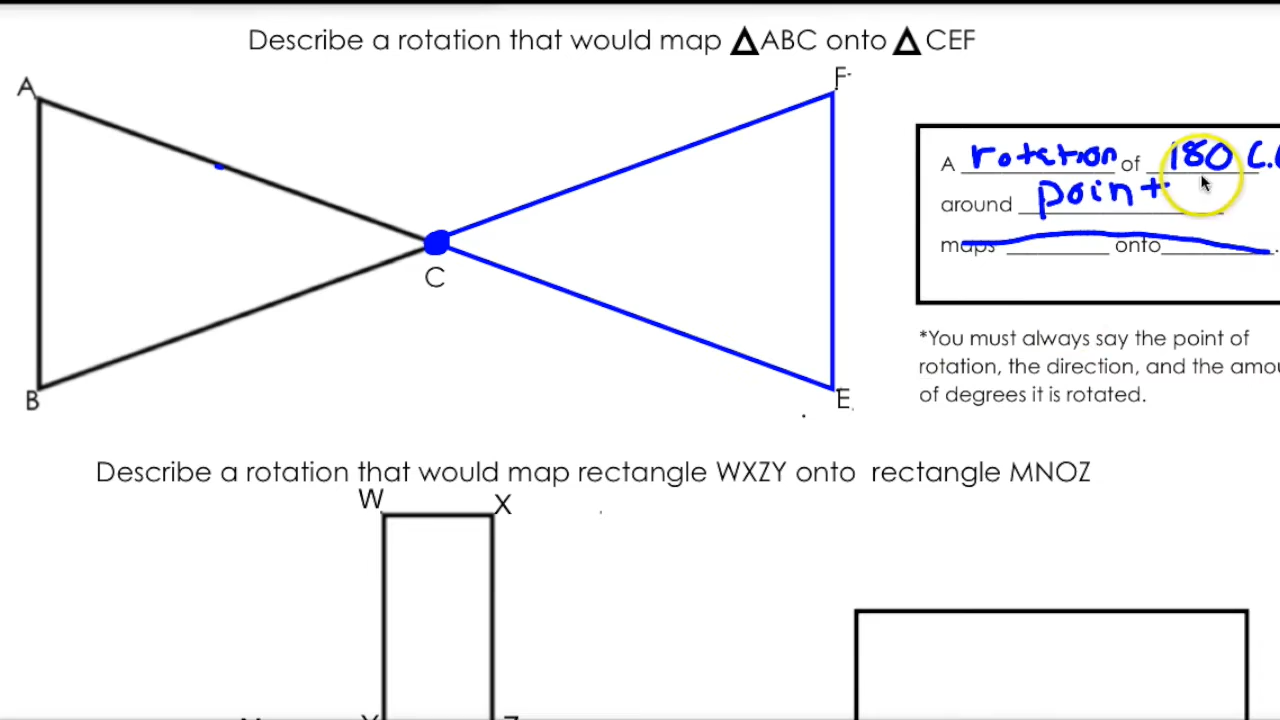 Describe a rotation that would map △ABC onto △CEF
A
F
C
B
E
A rotation of 180 C.
around point
maps ________ onto ________.
*You must always say the point of
rotation, the direction, and the
of degrees it is rotated.
Describe a rotation that would map rectangle WXZY onto rectangle MNOZ
W
X